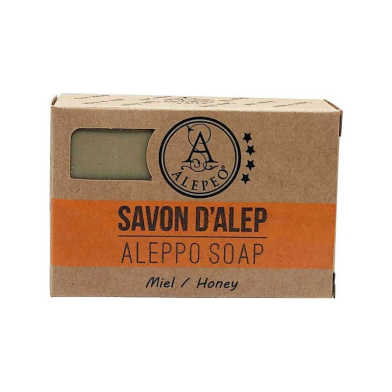 A
ALEPEO®
SAVON D'ALEP
ALEPPO SOAP
Miel / Honey